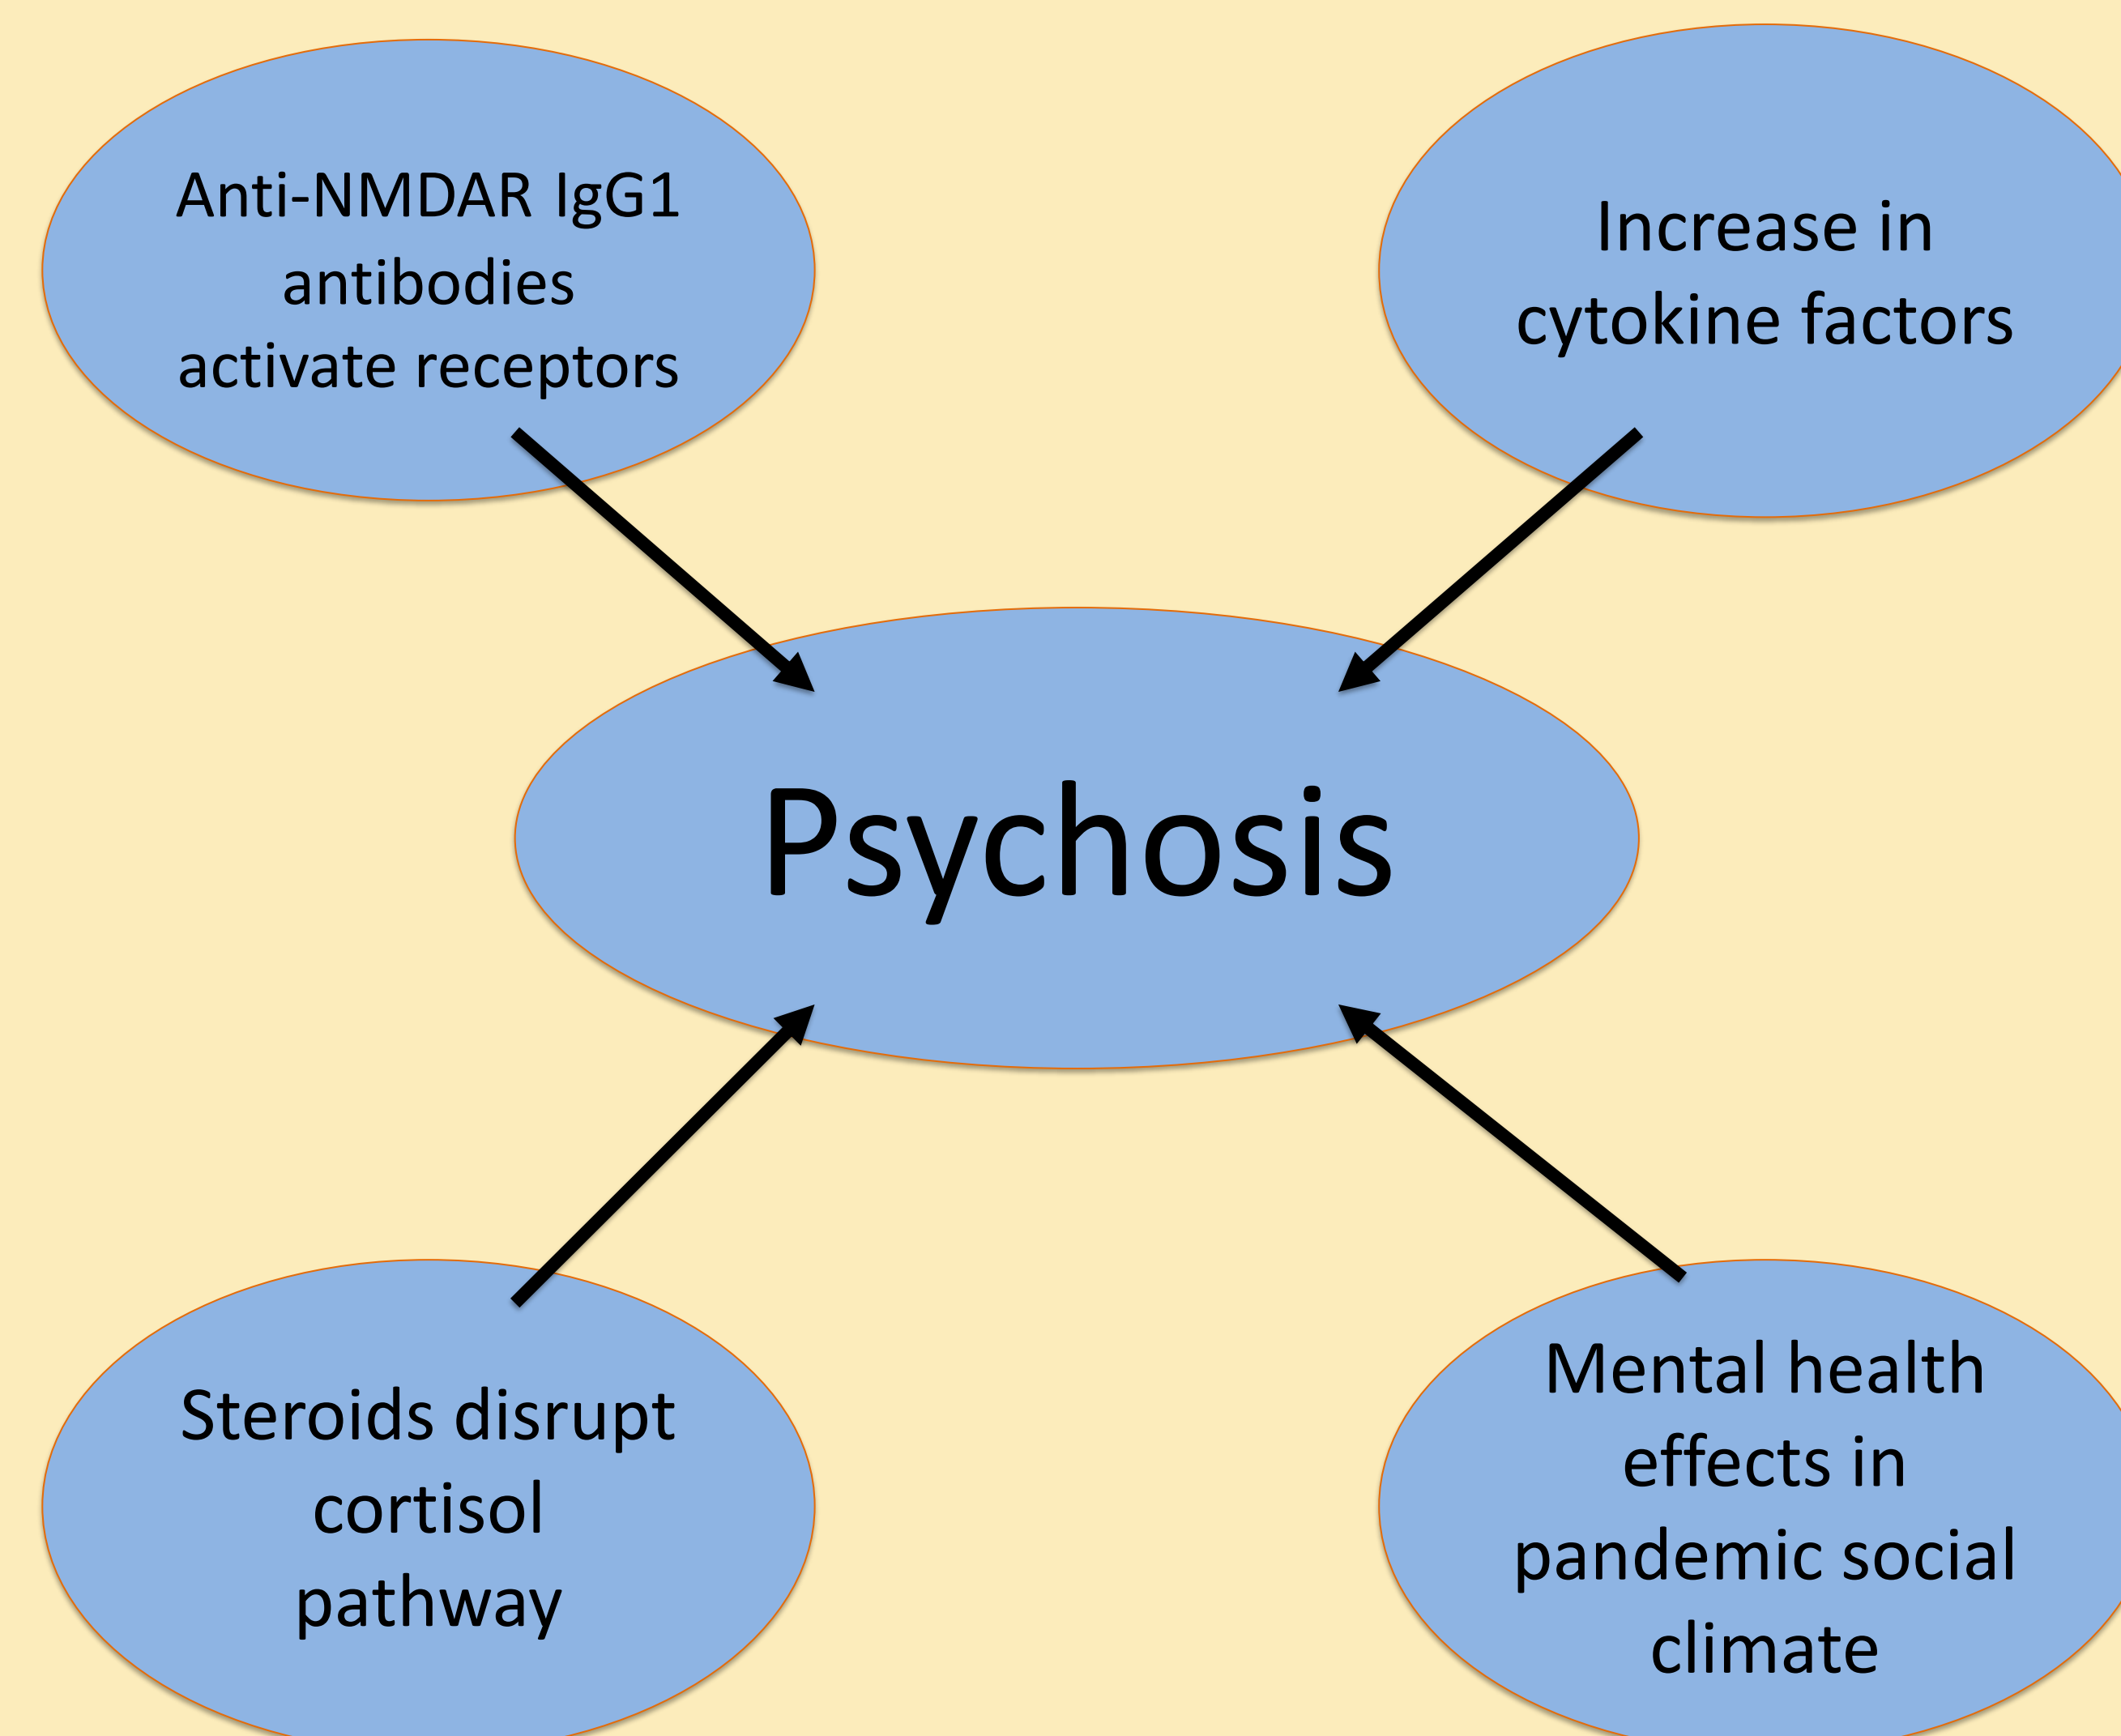 Anti-NMDAR IgG1
antibodies
activate receptors
Increase in
cytokine factors
Psychosis
Steroids disrupt
cortisol
pathway
Mental health
effects in
pandemic social
climate